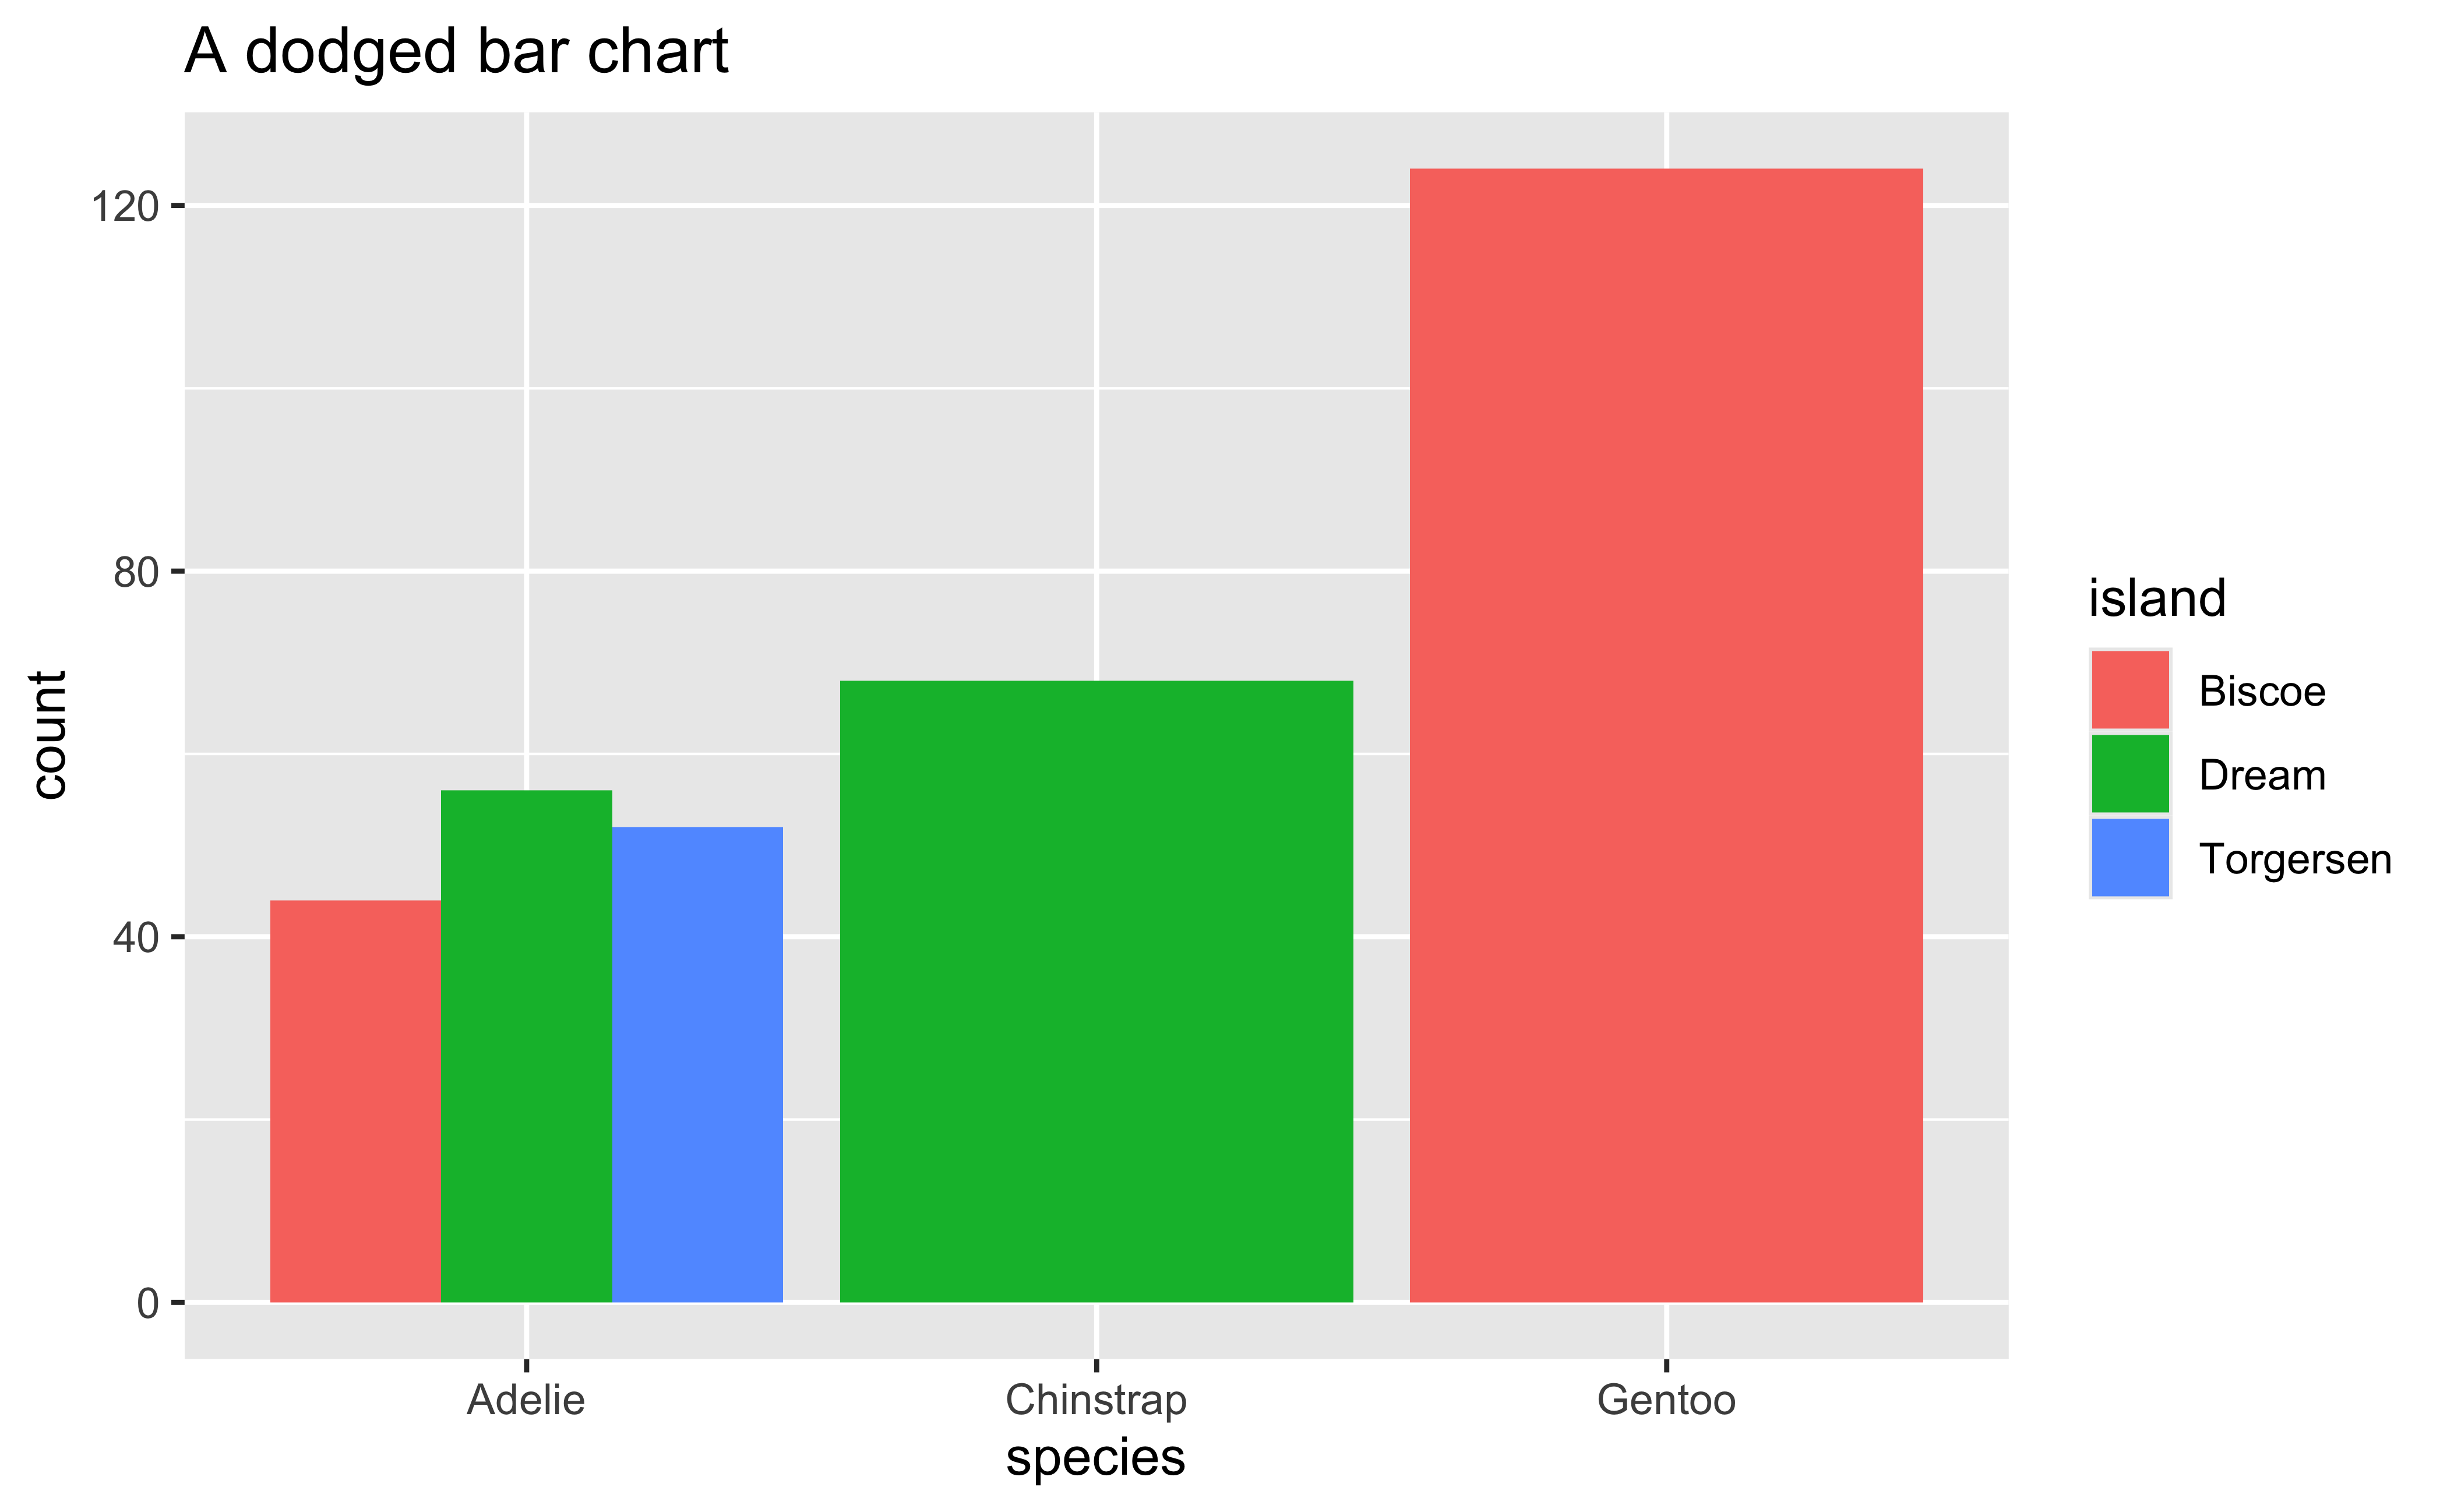 A dodged bar chart
count
120
80
40
0
Adelie
Chinstrap
Gentoo
species
island
Biscoe
Dream
Torgersen